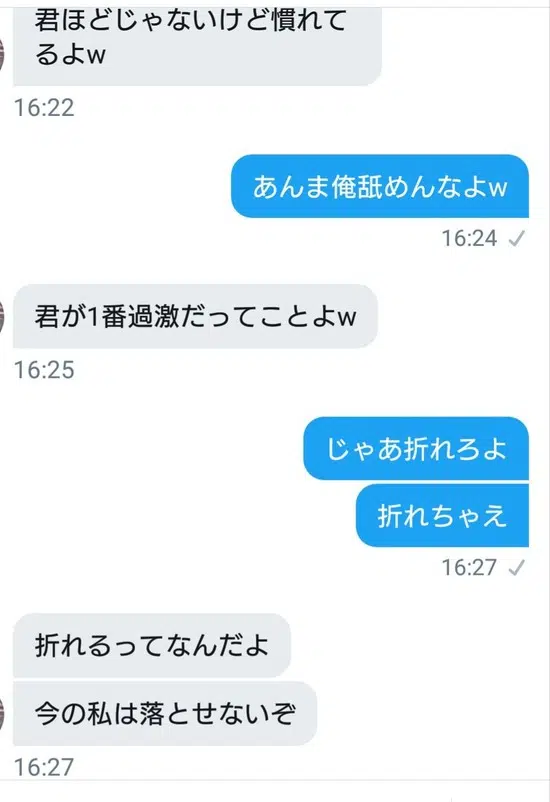 君ほどじゃないけど慣れて
るよw
16:22
あんま俺舐めんなよw
16:24
君が1番過激だってことよw
16:25
じゃあ折れろよ
折れちゃえ
16:27
折れるってなんだよ
今の私は落とせないぞ
16:27